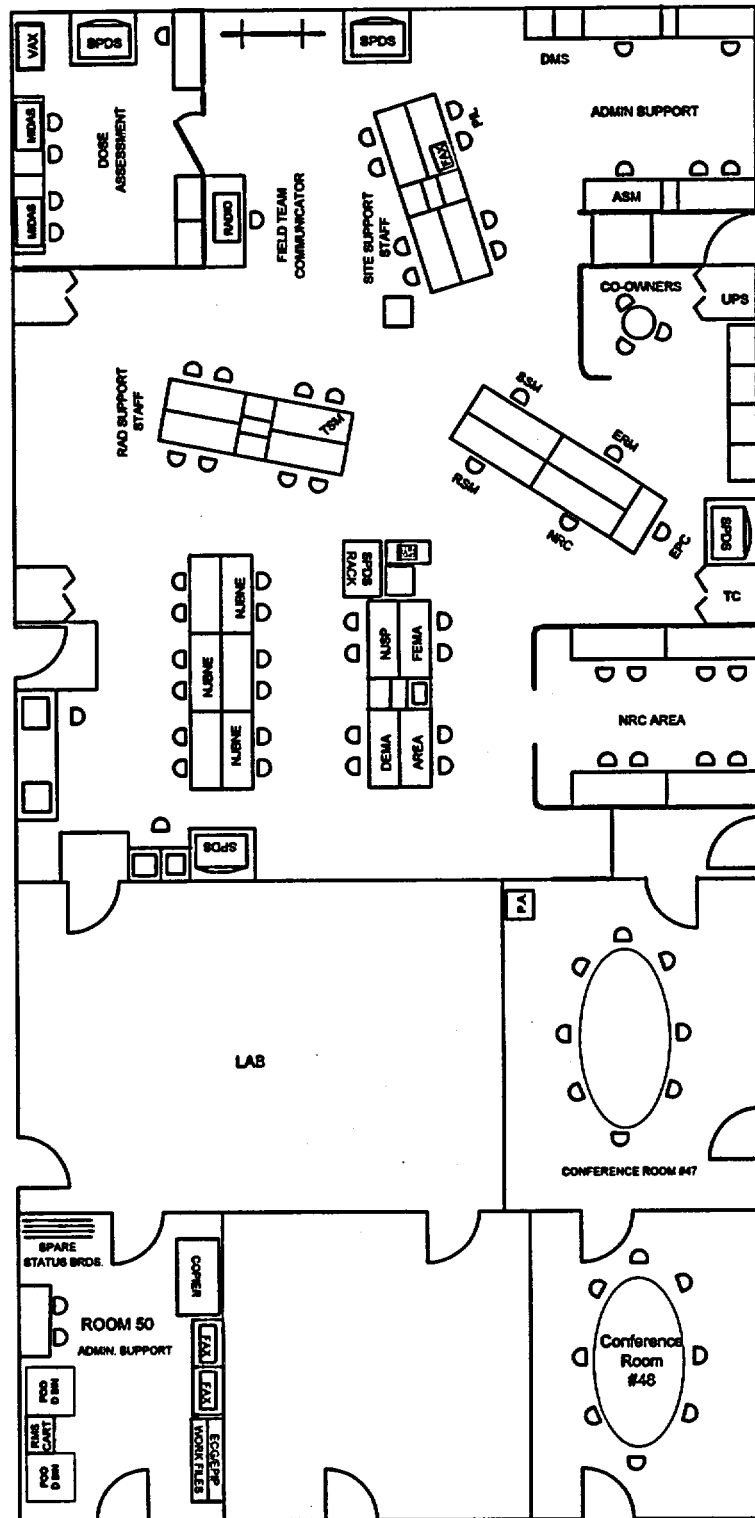 VAX
SPDS
SPDS
DMS
ADMIN SUPPORT
MIDAS
MIDAS
DOSE
ASSESSMENT
RADIO
FIELD TEAM
COMMUNICATOR
SITE SUPPORT
STAFF
ASM
CO-OWNERS
UPS
RAD SUPPORT
STAFF
TSM
SSM
ERM
RSM
NRC
EPC
SPDS
TC
SPDS
RACK
NJBNE
NJBNE
NJBNE
NJSP
FEMA
DEMA
AREA
NRC AREA
SPDS
P.A
LAB
CONFERENCE ROOM #47
SPARE
STATUS BRDS.
COPIER
ROOM 50
ADMIN. SUPPORT
FAX
FAX
RMS
CART
ECG/EPIP
WORK FILES
Conference
Room
#48